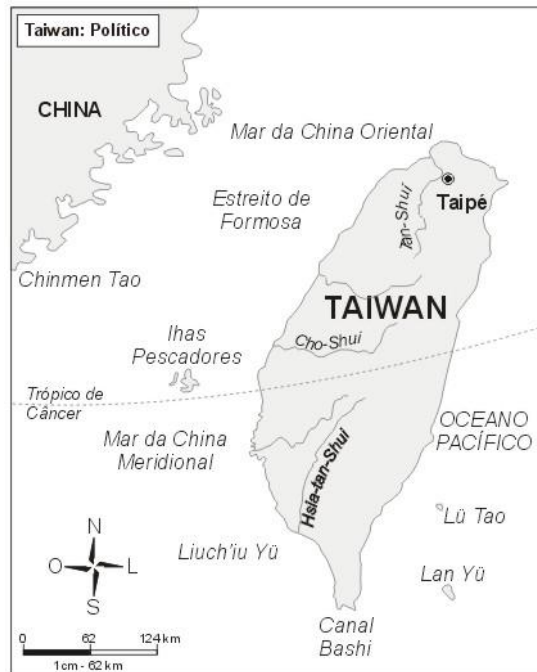 Taiwan: Político
CHINA
Mar da China Oriental
Estreito de
Formosa
Tan-Shui
Taipé
Chinmen Tao
TAIWAN
Ihas
Pescadores
Cho-Shui
Trópico de
Câncer
OCEANO
PACÍFICO
Mar da China
Meridional
Hsia-tan-Shui
Lü Tao
N
O
L
S
Liuch'iu Yü
Lan Yü
Canal
Bashi
0 62 124 km
1cm - 62 km